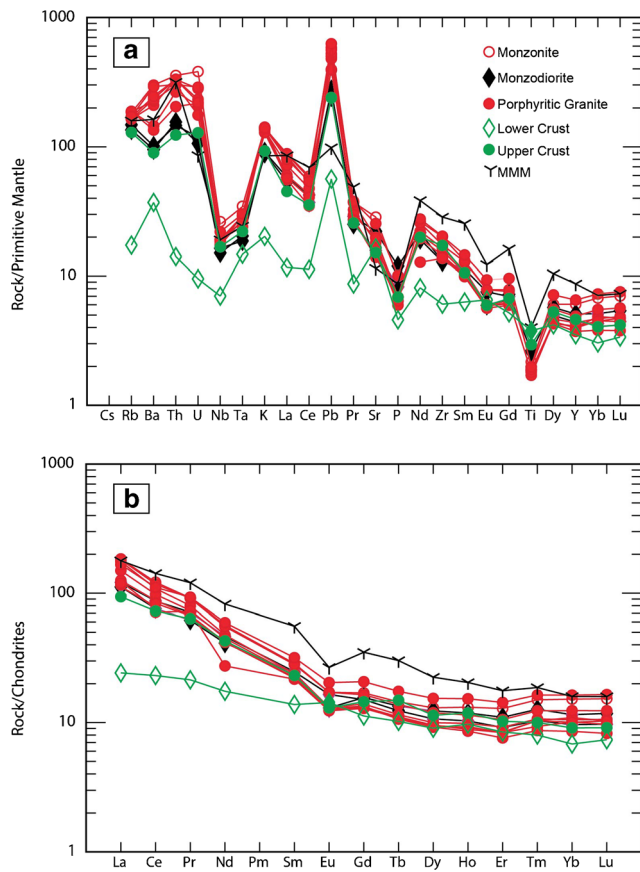 1000
a
Monzonite
Monzodiorite
Porphyritic Granite
Lower Crust
Upper Crust
MMM
100
10
1
Rock/Primitive Mantle
Cs Rb Ba Th U Nb Ta K La Ce Pb Pr Sr P Nd Zr Sm Eu Gd Ti Dy Y Yb Lu
1000
b
100
10
1
Rock/Chondrites
La Ce Pr Nd Pm Sm Eu Gd Tb Dy Ho Er Tm Yb Lu